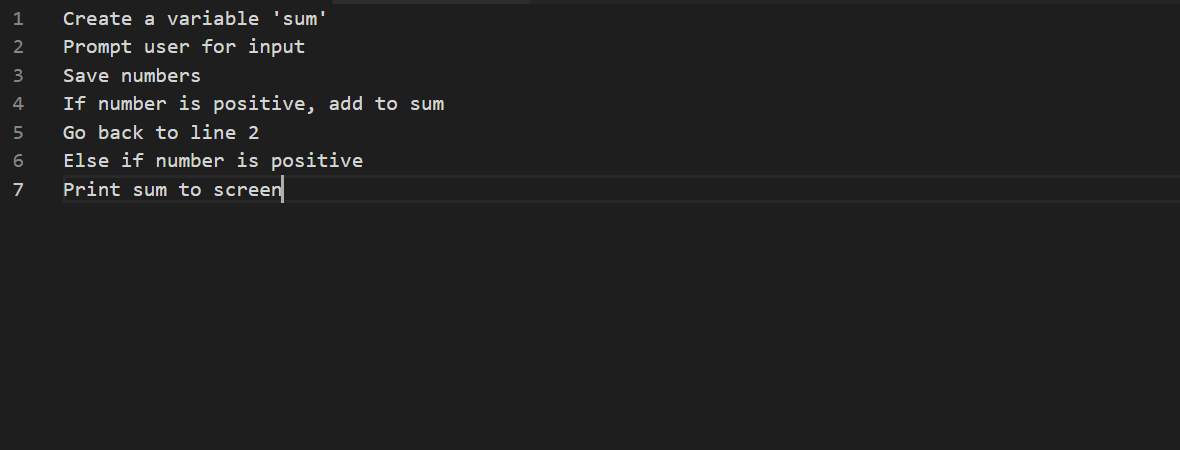 1 Create a variable 'sum'
2 Prompt user for input
3 Save numbers
4 If number is positive, add to sum
5 Go back to line 2
6 Else if number is positive
7 Print sum to screen